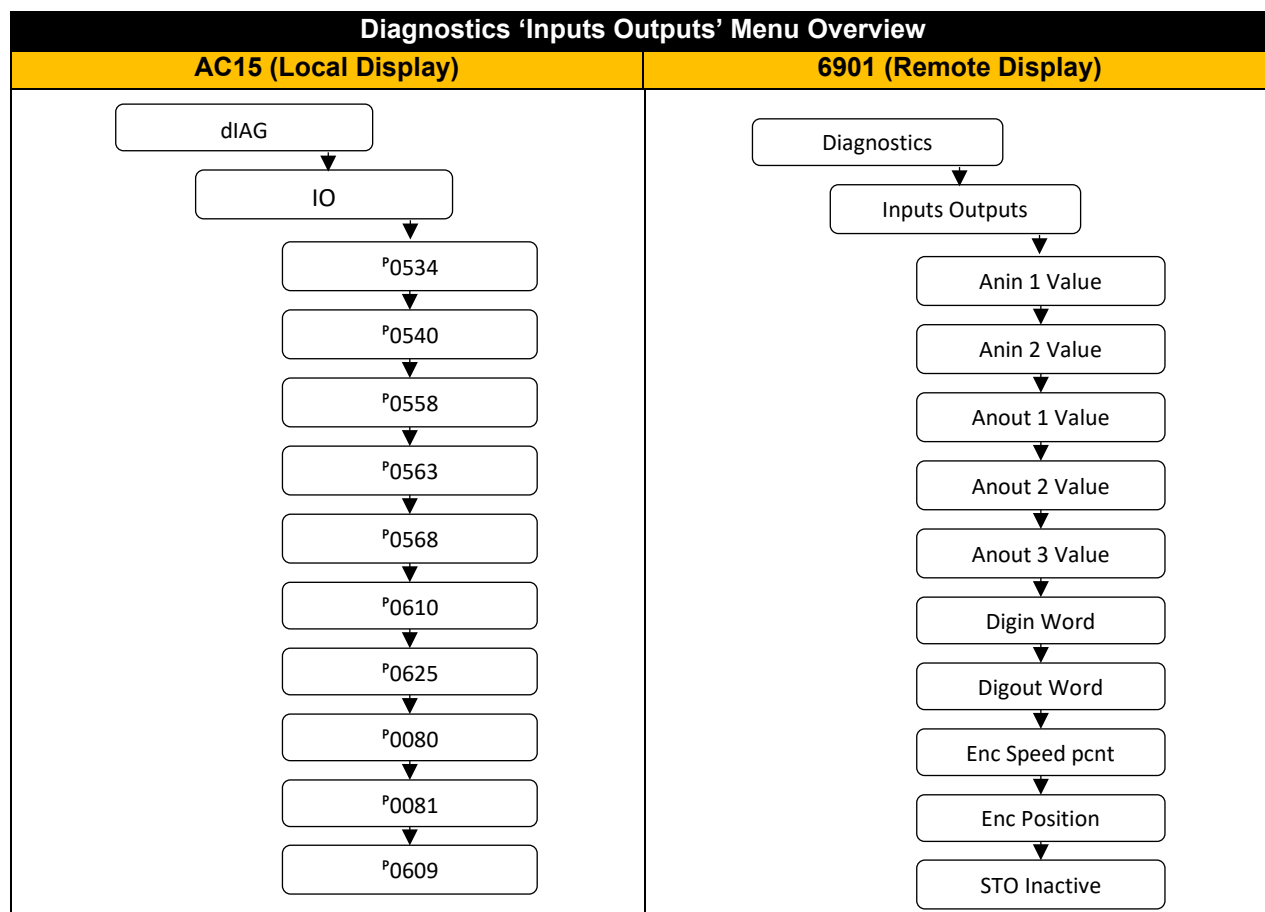 Diagnostics ‘Inputs Outputs’ Menu Overview
AC15 (Local Display)
6901 (Remote Display)
dIAG
IO
ᴾ0534
ᴾ0540
ᴾ0558
ᴾ0563
ᴾ0568
ᴾ0610
ᴾ0625
ᴾ0080
ᴾ0081
ᴾ0609
Diagnostics
Inputs Outputs
Anin 1 Value
Anin 2 Value
Anout 1 Value
Anout 2 Value
Anout 3 Value
Digin Word
Digout Word
Enc Speed pcnt
Enc Position
STO Inactive